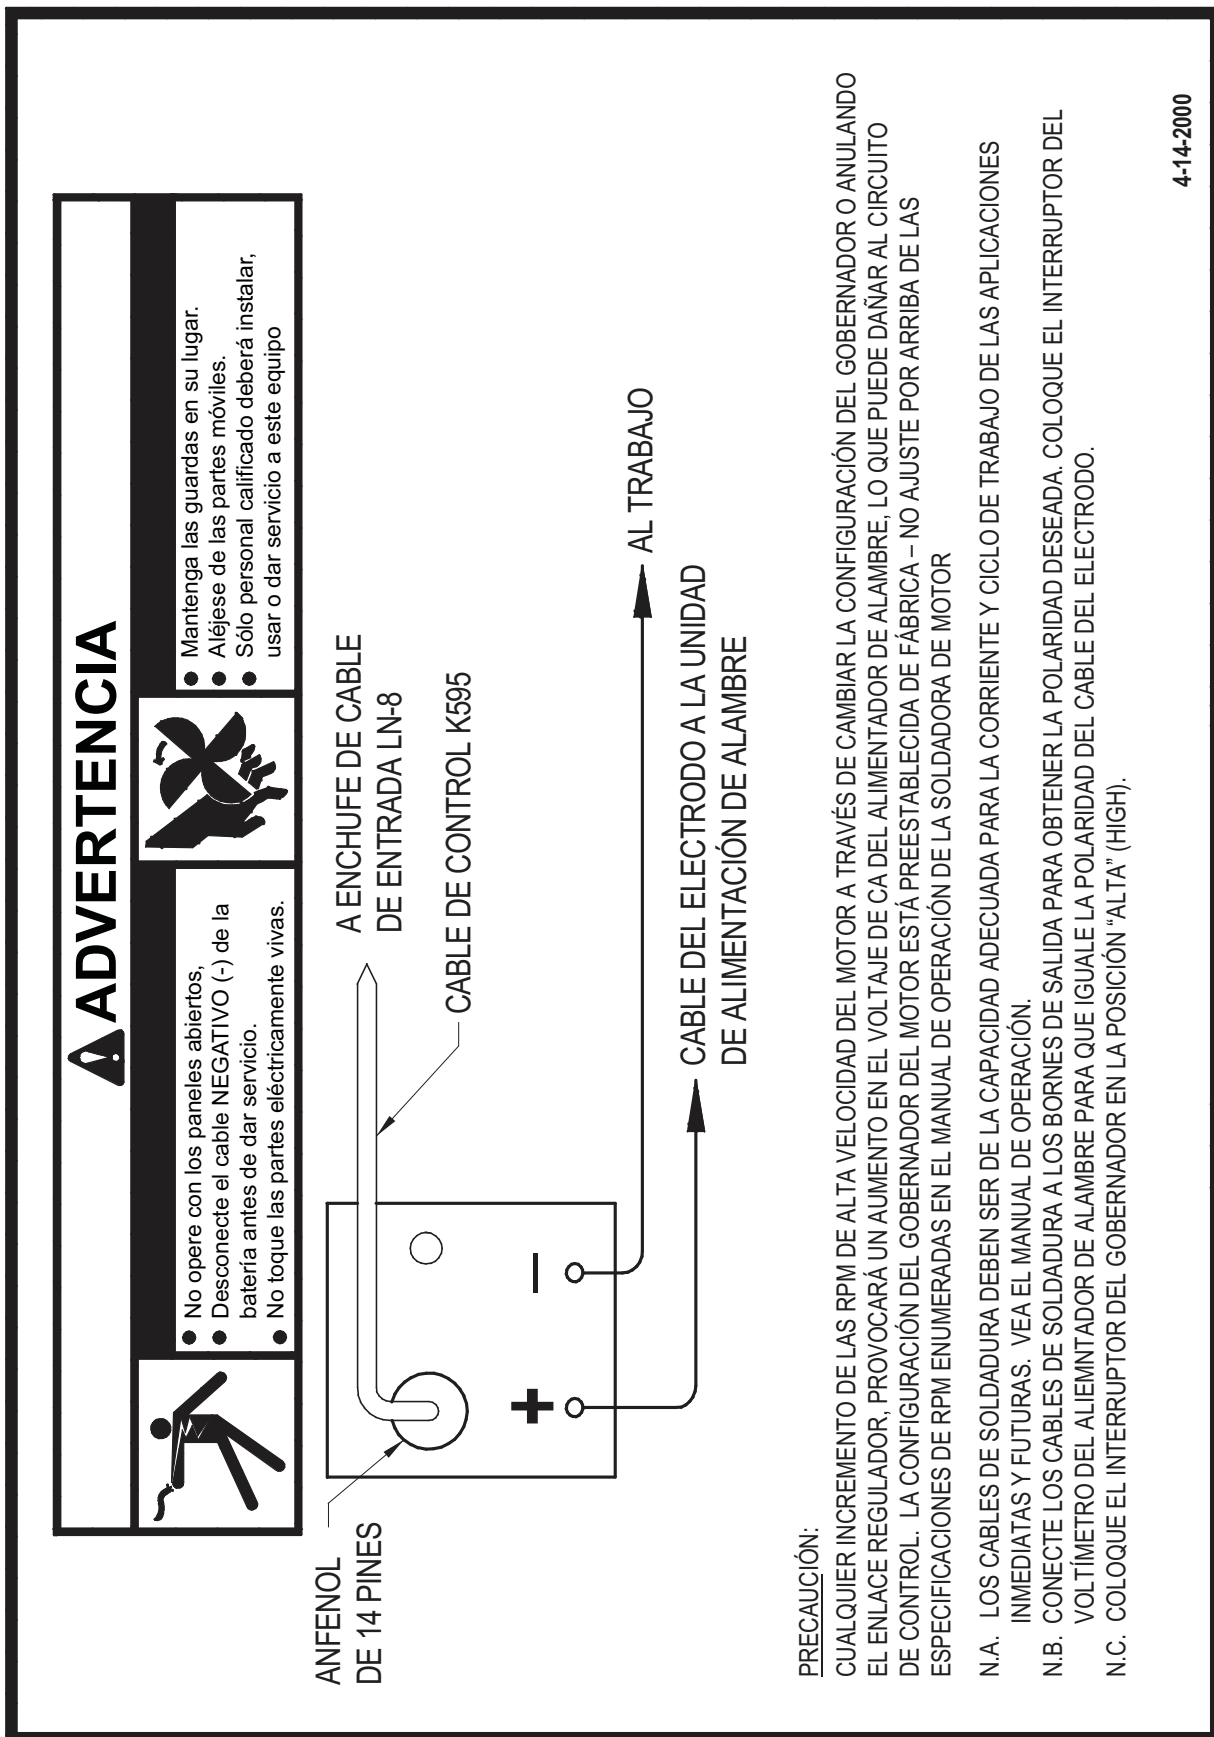 ADVERTENCIA
● No opere con los paneles abiertos,
● Desconecte el cable NEGATIVO (-) de la
batería antes de dar servicio.
● No toque las partes eléctricamente vivas.
● Mantenga las guardas en su lugar.
● Aléjese de las partes móviles.
● Sólo personal calificado deberá instalar,
usar o dar servicio a este equipo
ANFENOL
DE 14 PINES
A ENCHUFE DE CABLE
DE ENTRADA LN-8
CABLE DE CONTROL K595
+
–
AL TRABAJO
CABLE DEL ELECTRODO A LA UNIDAD
DE ALIMENTACIÓN DE ALAMBRE
PRECAUCIÓN:
CUALQUIER INCREMENTO DE LAS RPM DE ALTA VELOCIDAD DEL MOTOR A TRAVÉS DE CAMBIAR LA CONFIGURACIÓN DEL GOBERNADOR O ANULANDO
EL ENLACE REGULADOR, PROVOCARÁ UN AUMENTO EN EL VOLTAJE DE CA DEL ALIMENTADOR DE ALAMBRE, LO QUE PUEDE DAÑAR AL CIRCUITO
DE CONTROL. LA CONFIGURACIÓN DEL GOBERNADOR DEL MOTOR ESTÁ PREESTABLECIDA DE FÁBRICA – NO AJUSTE POR ARRIBA DE LAS
ESPECIFICACIONES DE RPM ENUMERADAS EN EL MANUAL DE OPERACIÓN DE LA SOLDADORA DE MOTOR
N.A. LOS CABLES DE SOLDADURA DEBEN SER DE LA CAPACIDAD ADECUADA PARA LA CORRIENTE Y CICLO DE TRABAJO DE LAS APLICACIONES
INMEDIATAS Y FUTURAS. VEA EL MANUAL DE OPERACIÓN.
N.B. CONECTE LOS CABLES DE SOLDADURA A LOS BORNES DE SALIDA PARA OBTENER LA POLARIDAD DESEADA. COLOQUE EL INTERRUPTOR DEL
VOLTÍMETRO DEL ALIEMNTADOR DE ALAMBRE PARA QUE IGUALE LA POLARIDAD DEL CABLE DEL ELECTRODO.
N.C. COLOQUE EL INTERRUPTOR DEL GOBERNADOR EN LA POSICIÓN “ALTA” (HIGH).
4-14-2000